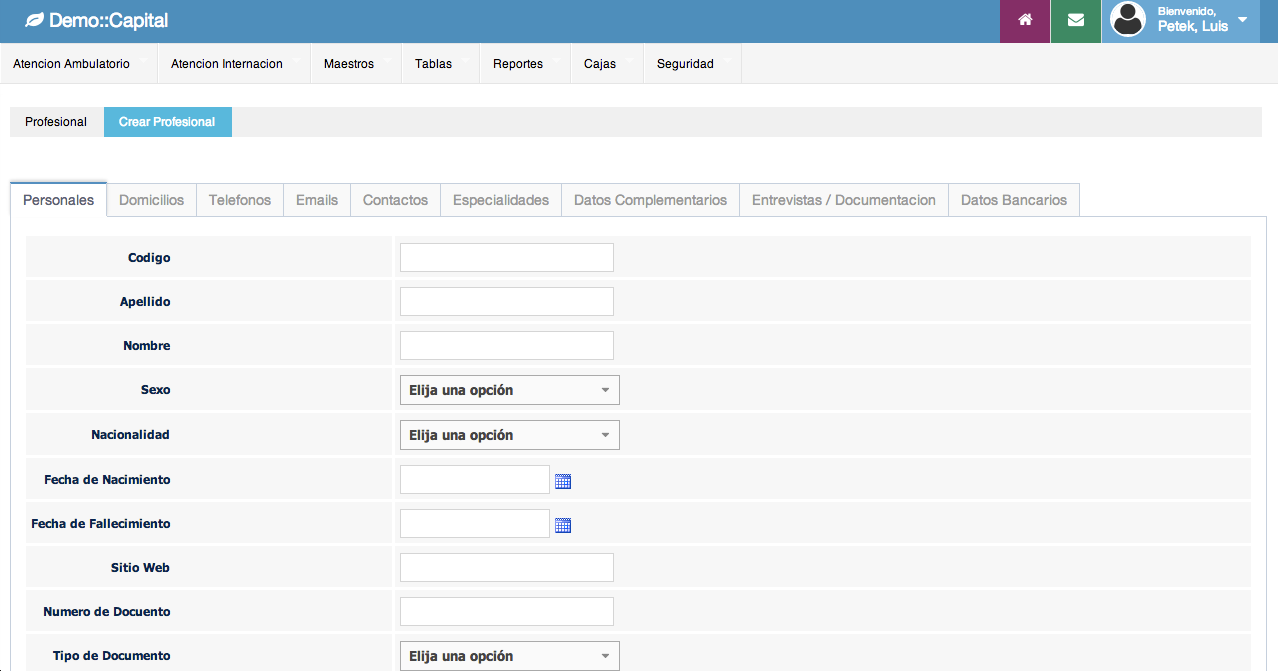 Demo::Capital
Bienvenido,
Petek, Luis
Atencion Ambulatorio Atencion Internacion Maestros Tablas Reportes Cajas Seguridad
Profesional Crear Profesional
Personales Domicilios Telefonos Emails Contactos Especialidades Datos Complementarios Entrevistas / Documentacion Datos Bancarios
Codigo
Apellido
Nombre
Sexo Elija una opción
Nacionalidad Elija una opción
Fecha de Nacimiento
Fecha de Fallecimiento
Sitio Web
Numero de Docuento
Tipo de Documento Elija una opción